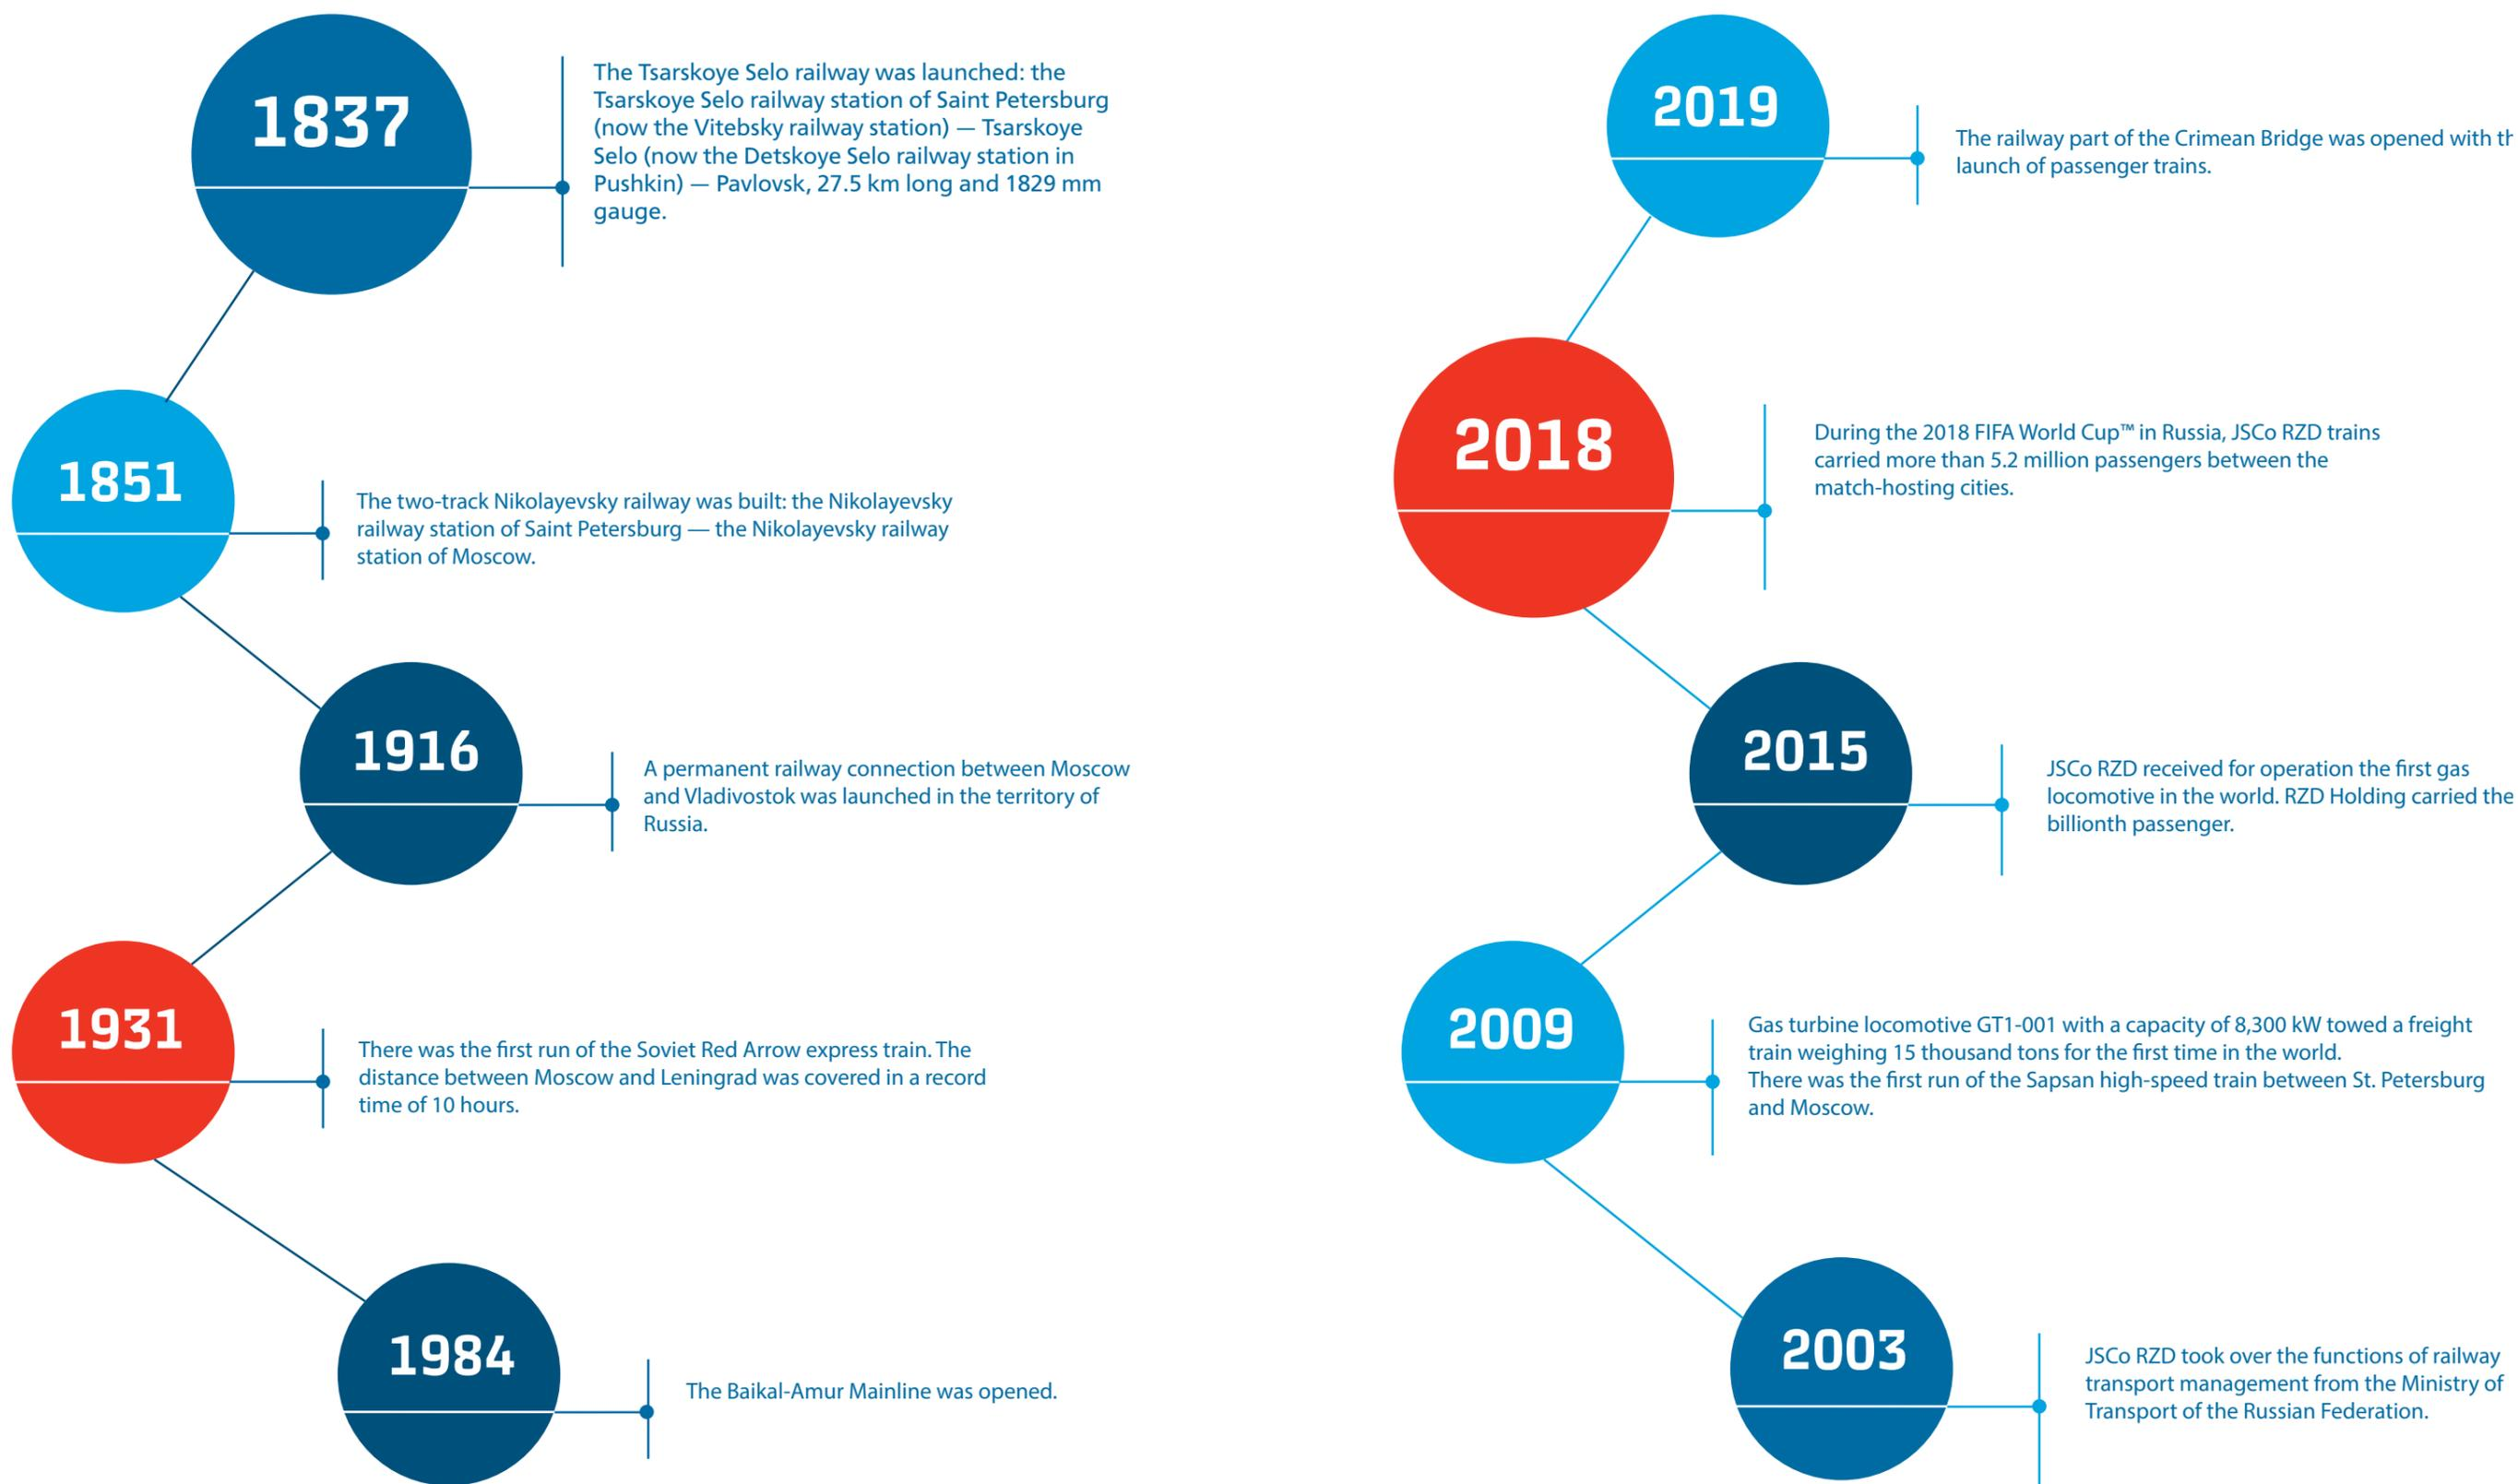 1837
The Tsarskoye Selo railway was launched: the
Tsarskoye Selo railway station of Saint Petersburg
(now the Vitebsky railway station) — Tsarskoye
Selo (now the Detskoye Selo railway station in
Pushkin) — Pavlovsk, 27.5 km long and 1829 mm
gauge.
1851
The two-track Nikolayevsky railway was built: the Nikolayevsky
railway station of Saint Petersburg — the Nikolayevsky railway
station of Moscow.
1916
A permanent railway connection between Moscow
and Vladivostok was launched in the territory of
Russia.
1931
There was the first run of the Soviet Red Arrow express train. The
distance between Moscow and Leningrad was covered in a record
time of 10 hours.
1984
The Baikal-Amur Mainline was opened.
2019
The railway part of the Crimean Bridge was opened with
launch of passenger trains.
2018
During the 2018 FIFA World Cup™ in Russia, JSCo RZD trains
carried more than 5.2 million passengers between the
match-hosting cities.
2015
JSCo RZD received for operation the first gas
locomotive in the world. RZD Holding carried the
billionth passenger.
2009
Gas turbine locomotive GT1-001 with a capacity of 8,300 kW towed a freight
train weighing 15 thousand tons for the first time in the world.
There was the first run of the Sapsan high-speed train between St. Petersburg
and Moscow.
2003
JSCo RZD took over the functions of railway
transport management from the Ministry of
Transport of the Russian Federation.